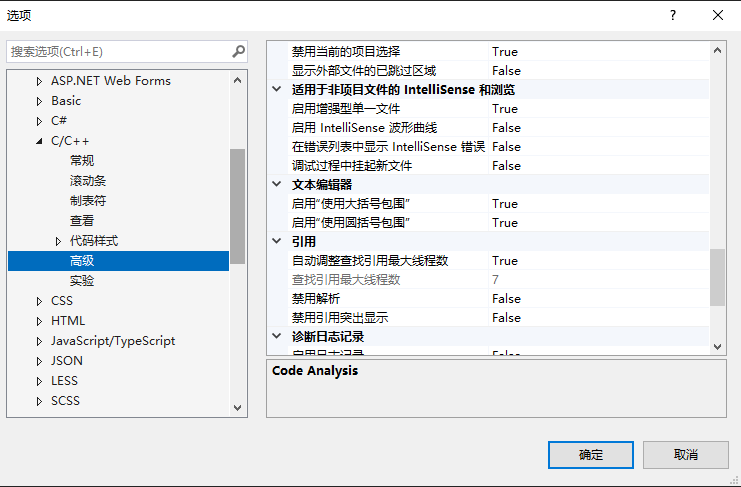 选项
搜索选项(Ctrl+E)
ASP.NET Web Forms
Basic
C#
C/C++
常规
滚动条
制表符
查看
代码样式
高级
实验
CSS
HTML
JavaScript/TypeScript
JSON
LESS
SCSS
禁用当前的项目选择 True
显示外部文件的已跳过区域 False
适用于非项目文件的 IntelliSense 和浏览
启用增强型单一文件 True
启用 IntelliSense 波形曲线 False
在错误列表中显示 IntelliSense 错误 False
调试过程中挂起新文件 False
文本编辑器
启用“使用大括号包围” True
启用“使用圆括号包围” True
引用
自动调整查找引用最大线程数 True
查找引用最大线程数 7
禁用解析 False
禁用引用突出显示 False
诊断日志记录
启用日志记录 False
Code Analysis
确定
取消